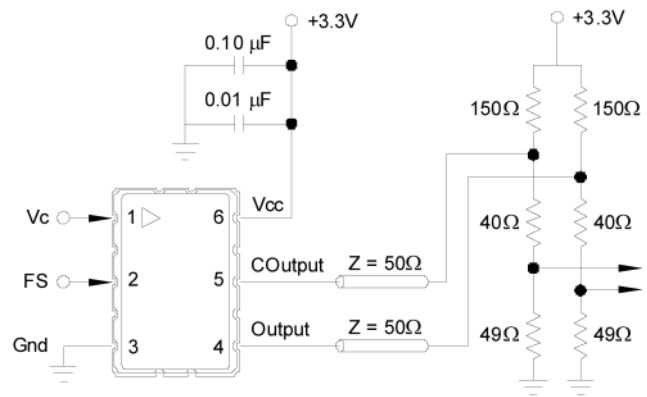 +3.3V
+3.3V
0.10 μF
0.01 μF
150Ω 150Ω
Vc 1 6 Vcc
40Ω 40Ω
FS 2 5 COutput Z = 50Ω
Gnd 3 4 Output Z = 50Ω
49Ω 49Ω